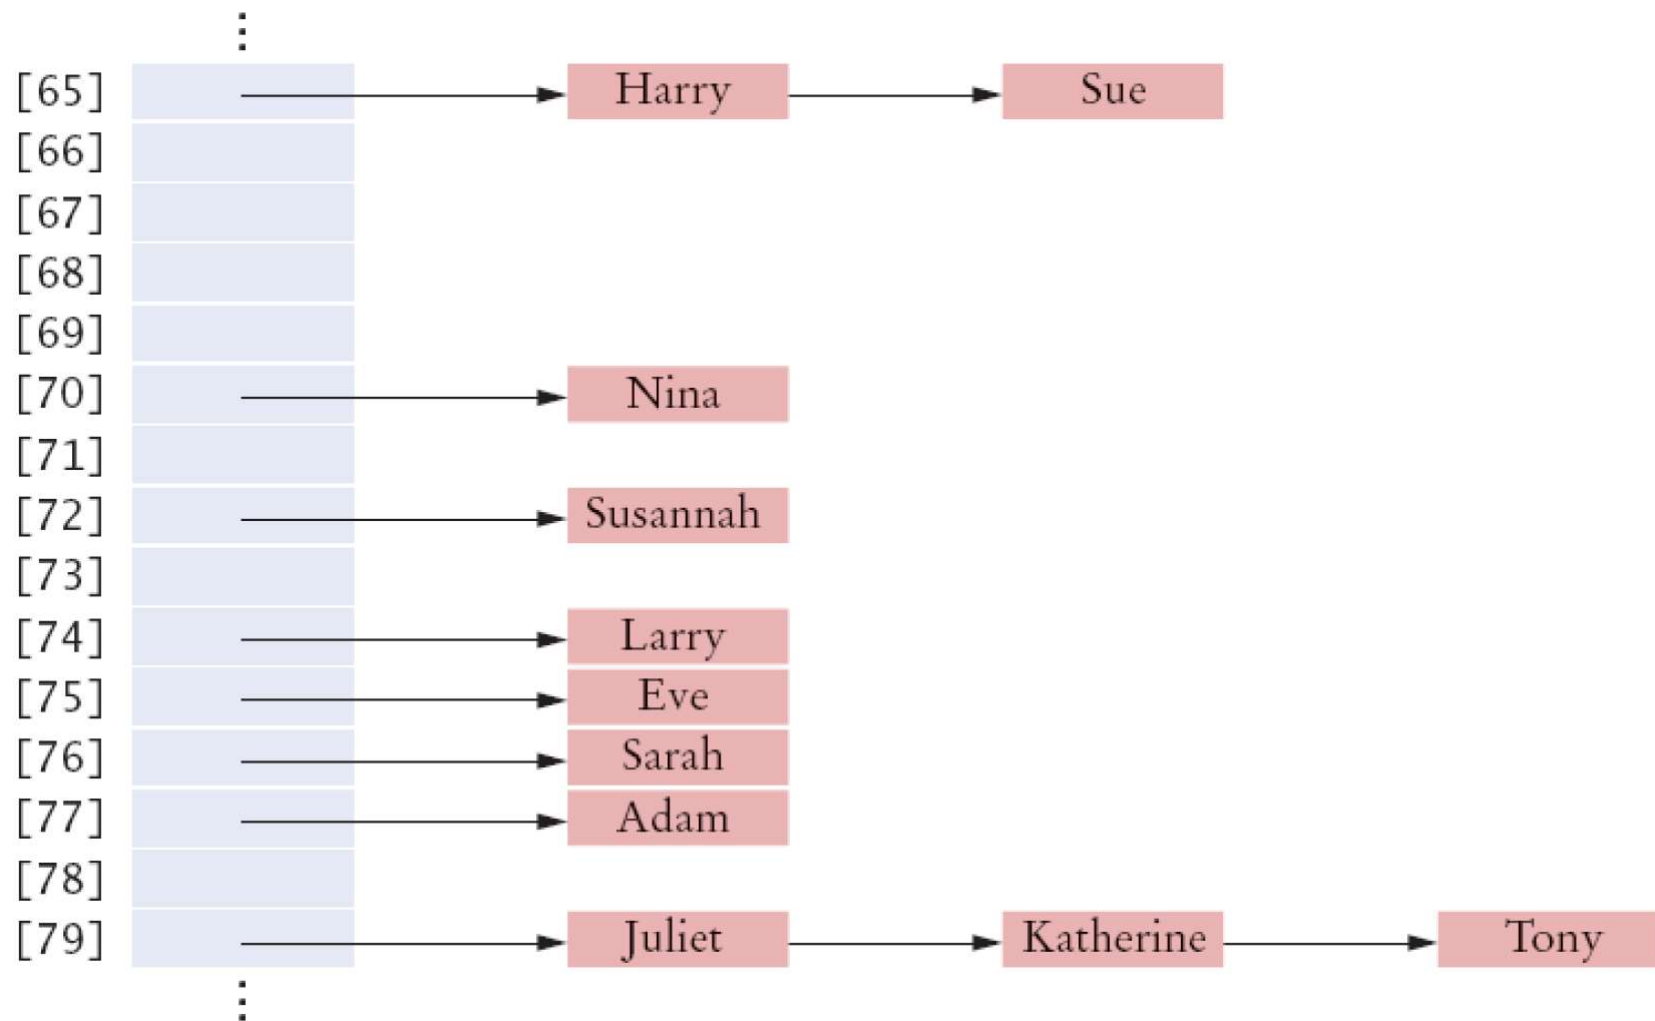 [65] Harry Sue
[66]
[67]
[68]
[69]
[70] Nina
[71]
[72] Susannah
[73]
[74] Larry
[75] Eve
[76] Sarah
[77] Adam
[78]
[79] Juliet Katherine Tony